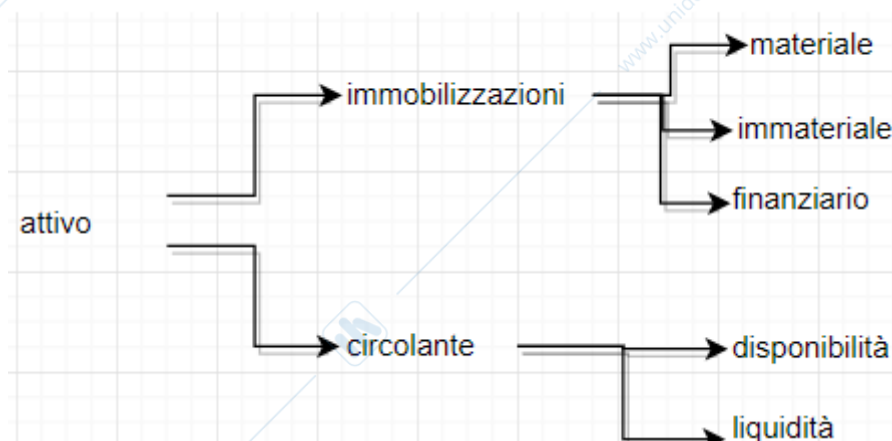 materiale
immobilizzazioni
immateriale
finanziario
attivo
circolante
disponibilità
liquidità